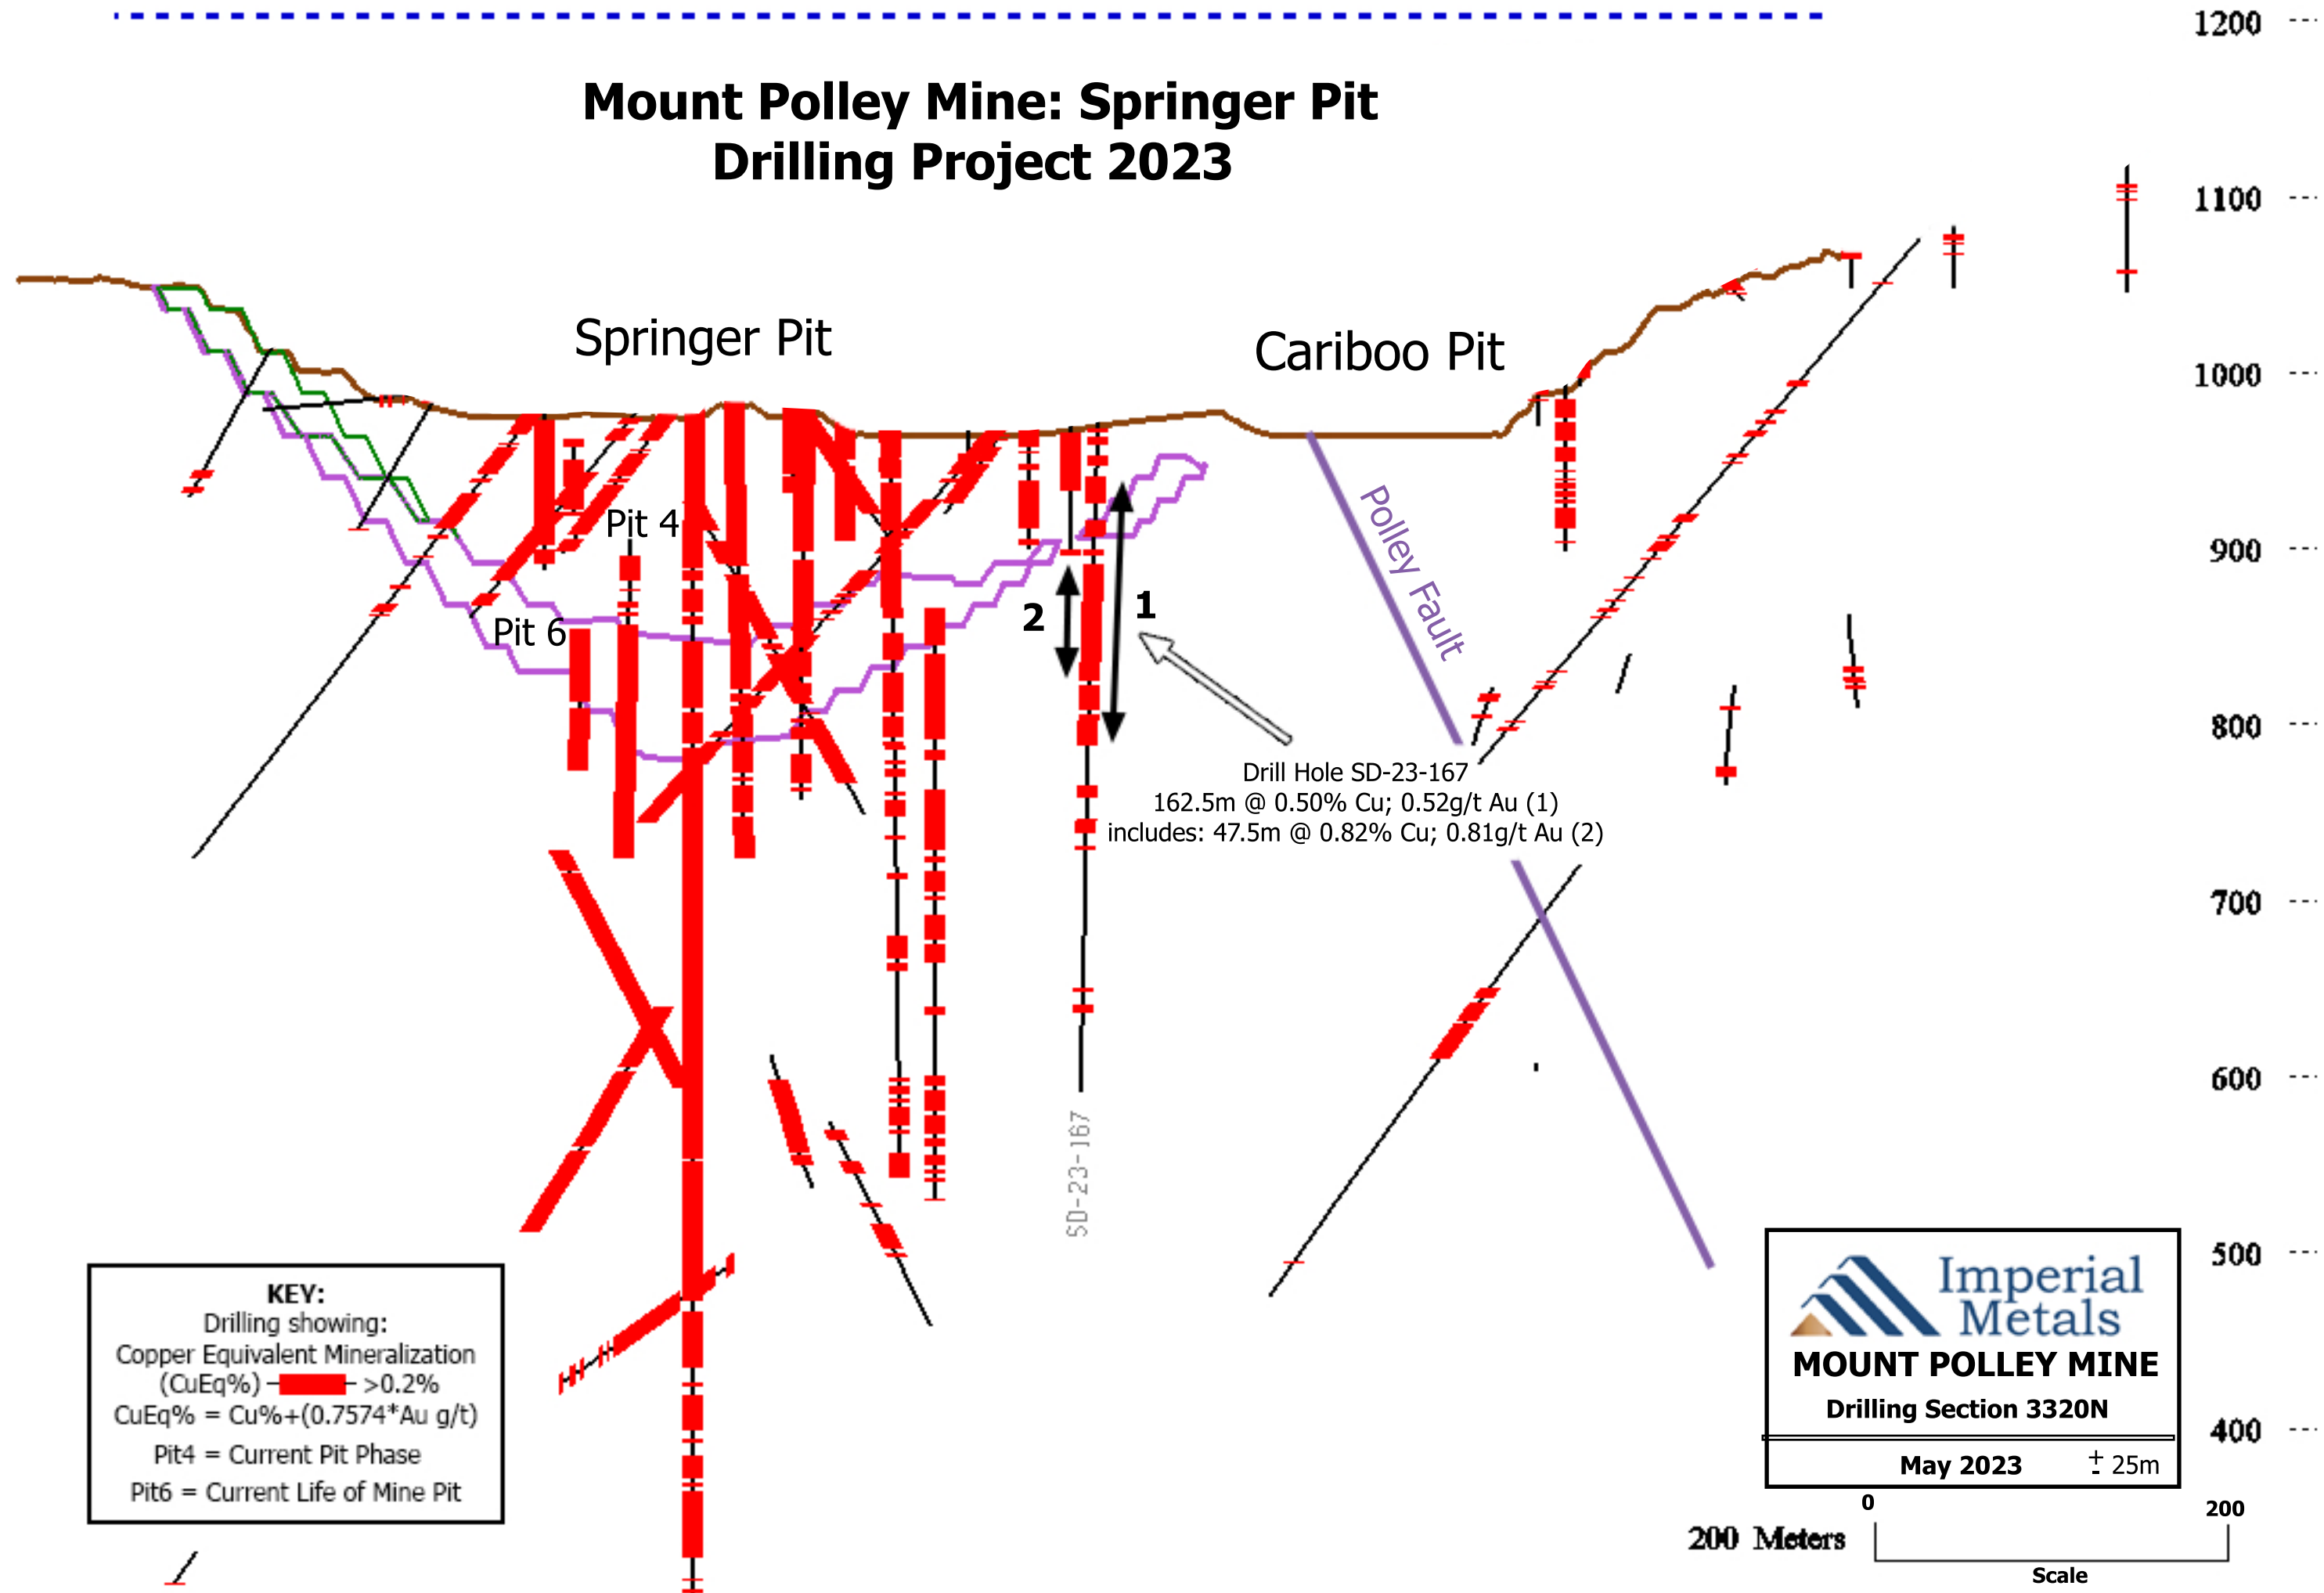 1200
Mount Polley Mine: Springer Pit
Drilling Project 2023
1100
Springer Pit
Cariboo Pit
1000
Pit 4
Polley Fault
900
2
1
Pit 6
800
Drill Hole SD-23-167
162.5m @ 0.50% Cu; 0.52g/t Au (1)
includes: 47.5m @ 0.82% Cu; 0.81g/t Au (2)
700
600
SD-23-167
500
KEY:
Drilling showing:
Copper Equivalent Mineralization
(CuEq%) >0.2%
CuEq% = Cu%+(0.7574*Au g/t)
Pit4 = Current Pit Phase
Pit6 = Current Life of Mine Pit
Imperial
Metals
MOUNT POLLEY MINE
Drilling Section 3320N
400
May 2023 ± 25m
0 200
200 Meters
Scale